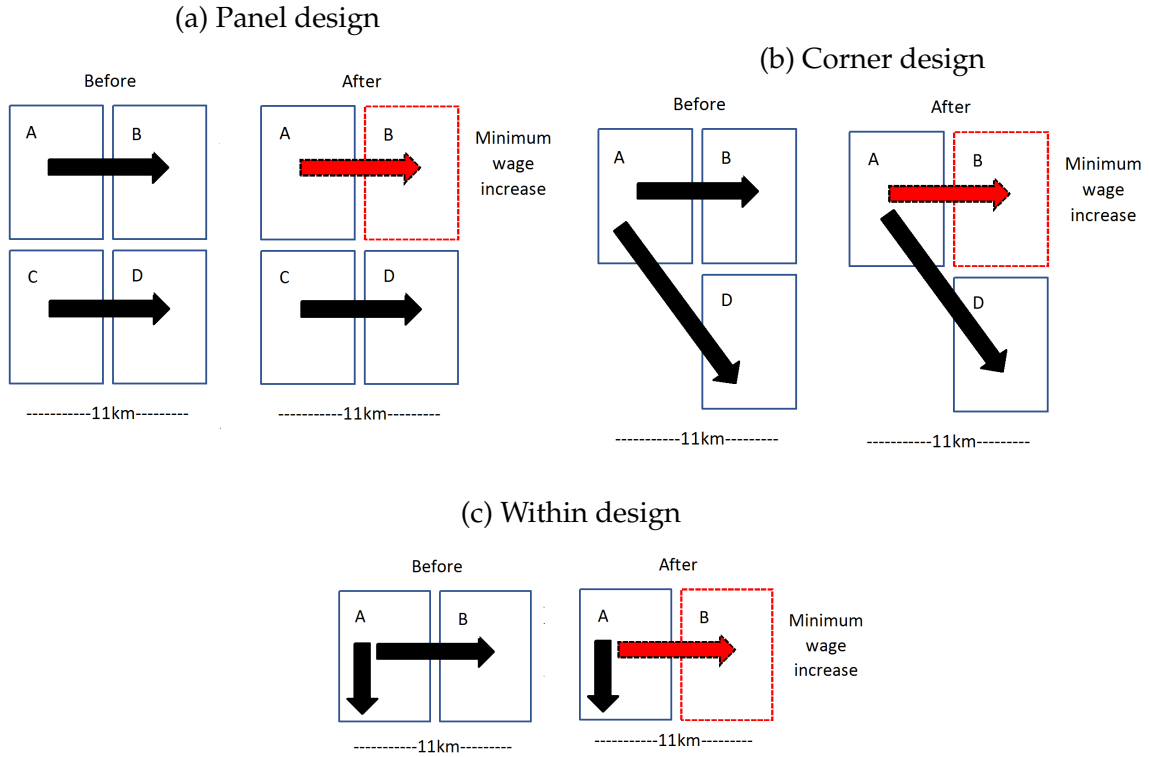 (a) Panel design
Before
After
A
B
A
B
Minimum
wage
increase
C
D
C
D
-----------11km---------
-----------11km---------
(b) Corner design
Before
After
A
B
A
B
Minimum
wage
increase
D
D
-----------11km---------
-----------11km---------
(c) Within design
Before
After
A
B
A
B
Minimum
wage
increase
-----------11km---------
-----------11km---------